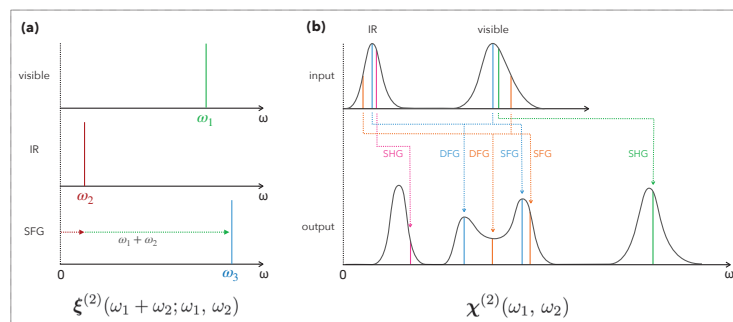 (a)
visible
ω₁
ω
IR
ω₂
ω
SFG
ω₁ + ω₂
0
ω₃
ω
ξ⁽²⁾(ω₁ + ω₂; ω₁, ω₂)
(b)
IR
visible
input
SHG
DFG
DFG
SFG
SFG
SHG
output
0
ω
χ⁽²⁾(ω₁, ω₂)